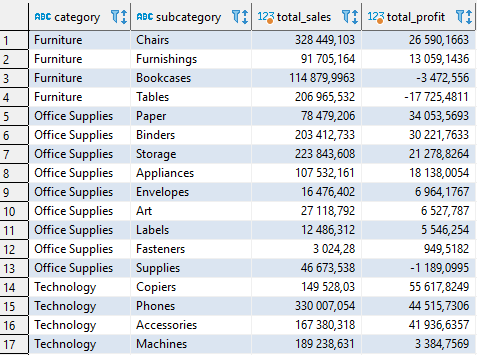 ABC category ABC subcategory 123 total_sales 123 total_profit
1 Furniture Chairs 328 449,103 26 590,1663
2 Furniture Furnishings 91 705,164 13 059,1436
3 Furniture Bookcases 114 879,9963 -3 472,556
4 Furniture Tables 206 965,532 -17 725,4811
5 Office Supplies Paper 78 479,206 34 053,5693
6 Office Supplies Binders 203 412,733 30 221,7633
7 Office Supplies Storage 223 843,608 21 278,8264
8 Office Supplies Appliances 107 532,161 18 138,0054
9 Office Supplies Envelopes 16 476,402 6 964,1767
10 Office Supplies Art 27 118,792 6 527,787
11 Office Supplies Labels 12 486,312 5 546,254
12 Office Supplies Fasteners 3 024,28 949,5182
13 Office Supplies Supplies 46 673,538 -1 189,0995
14 Technology Copiers 149 528,03 55 617,8249
15 Technology Phones 330 007,054 44 515,7306
16 Technology Accessories 167 380,318 41 936,6357
17 Technology Machines 189 238,631 3 384,7569